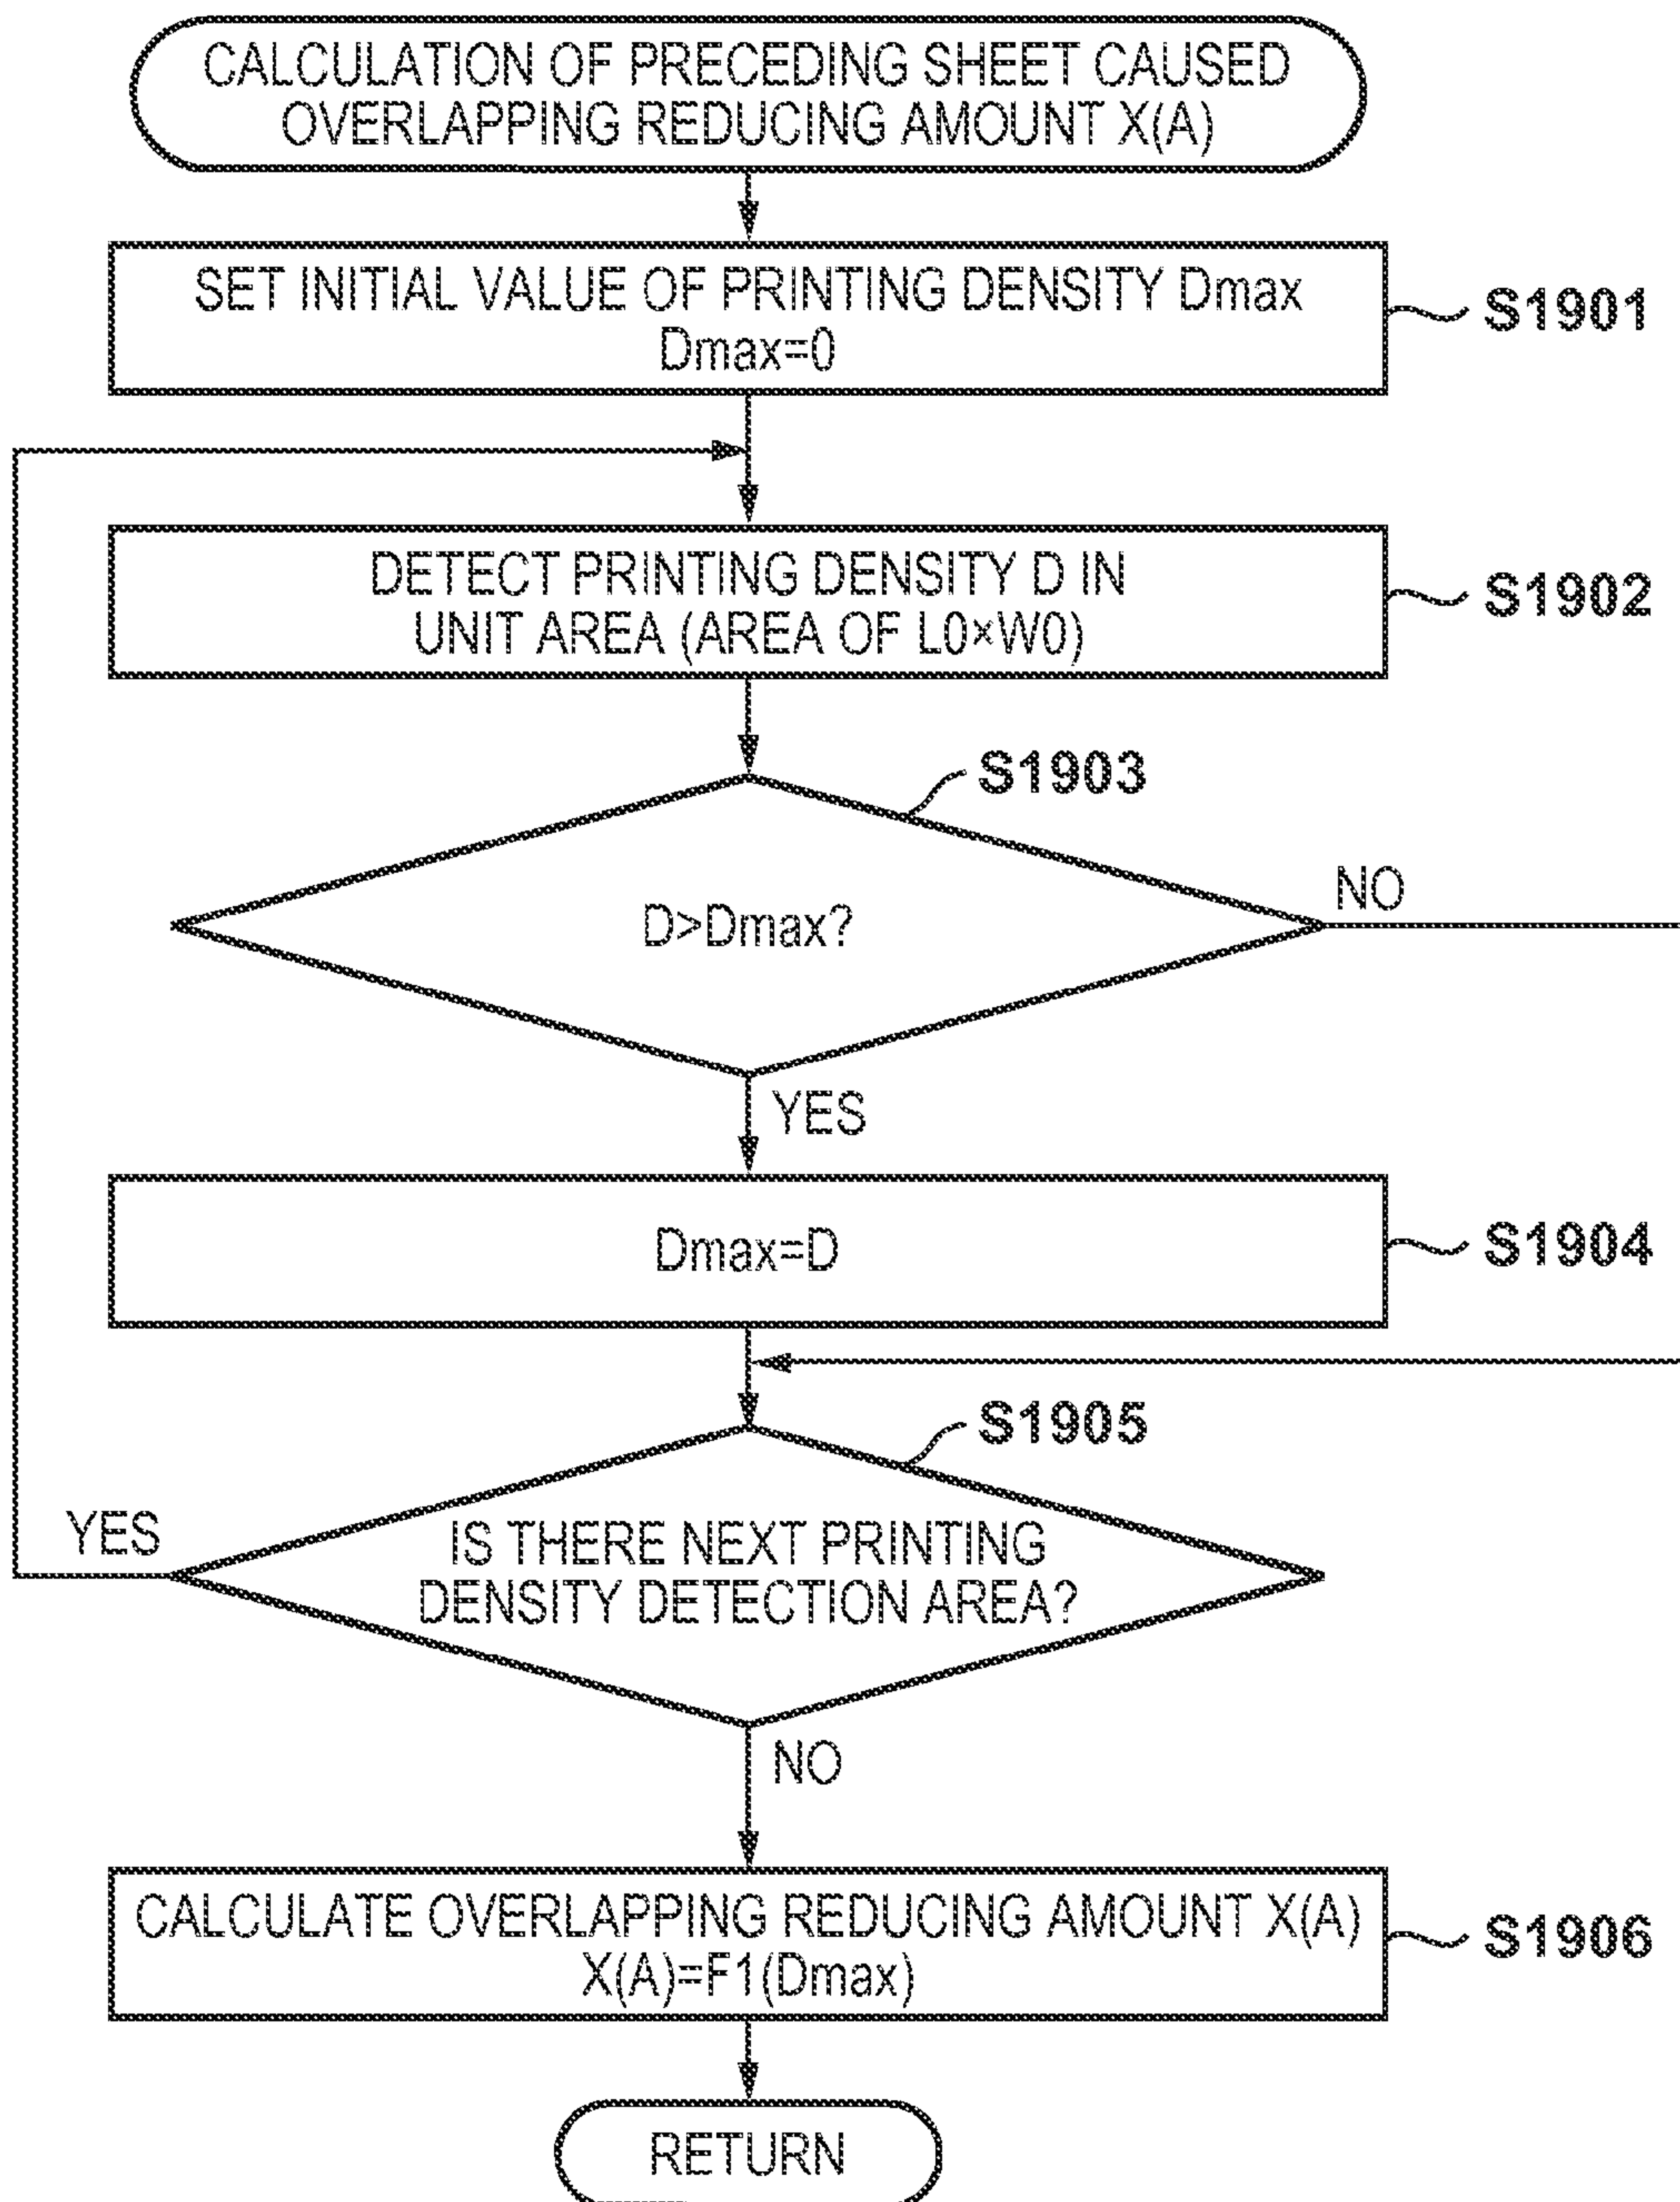 CALCULATION OF PRECEDING SHEET CAUSED
OVERLAPPING REDUCING AMOUNT X(A)
SET INITIAL VALUE OF PRINTING DENSITY Dmax
Dmax=0
S1901
DETECT PRINTING DENSITY D IN
UNIT AREA (AREA OF L0×W0)
S1902
S1903
D>Dmax?
NO
YES
Dmax=D
S1904
S1905
IS THERE NEXT PRINTING
DENSITY DETECTION AREA?
YES
NO
CALCULATE OVERLAPPING REDUCING AMOUNT X(A)
X(A)=F1(Dmax)
S1906
RETURN